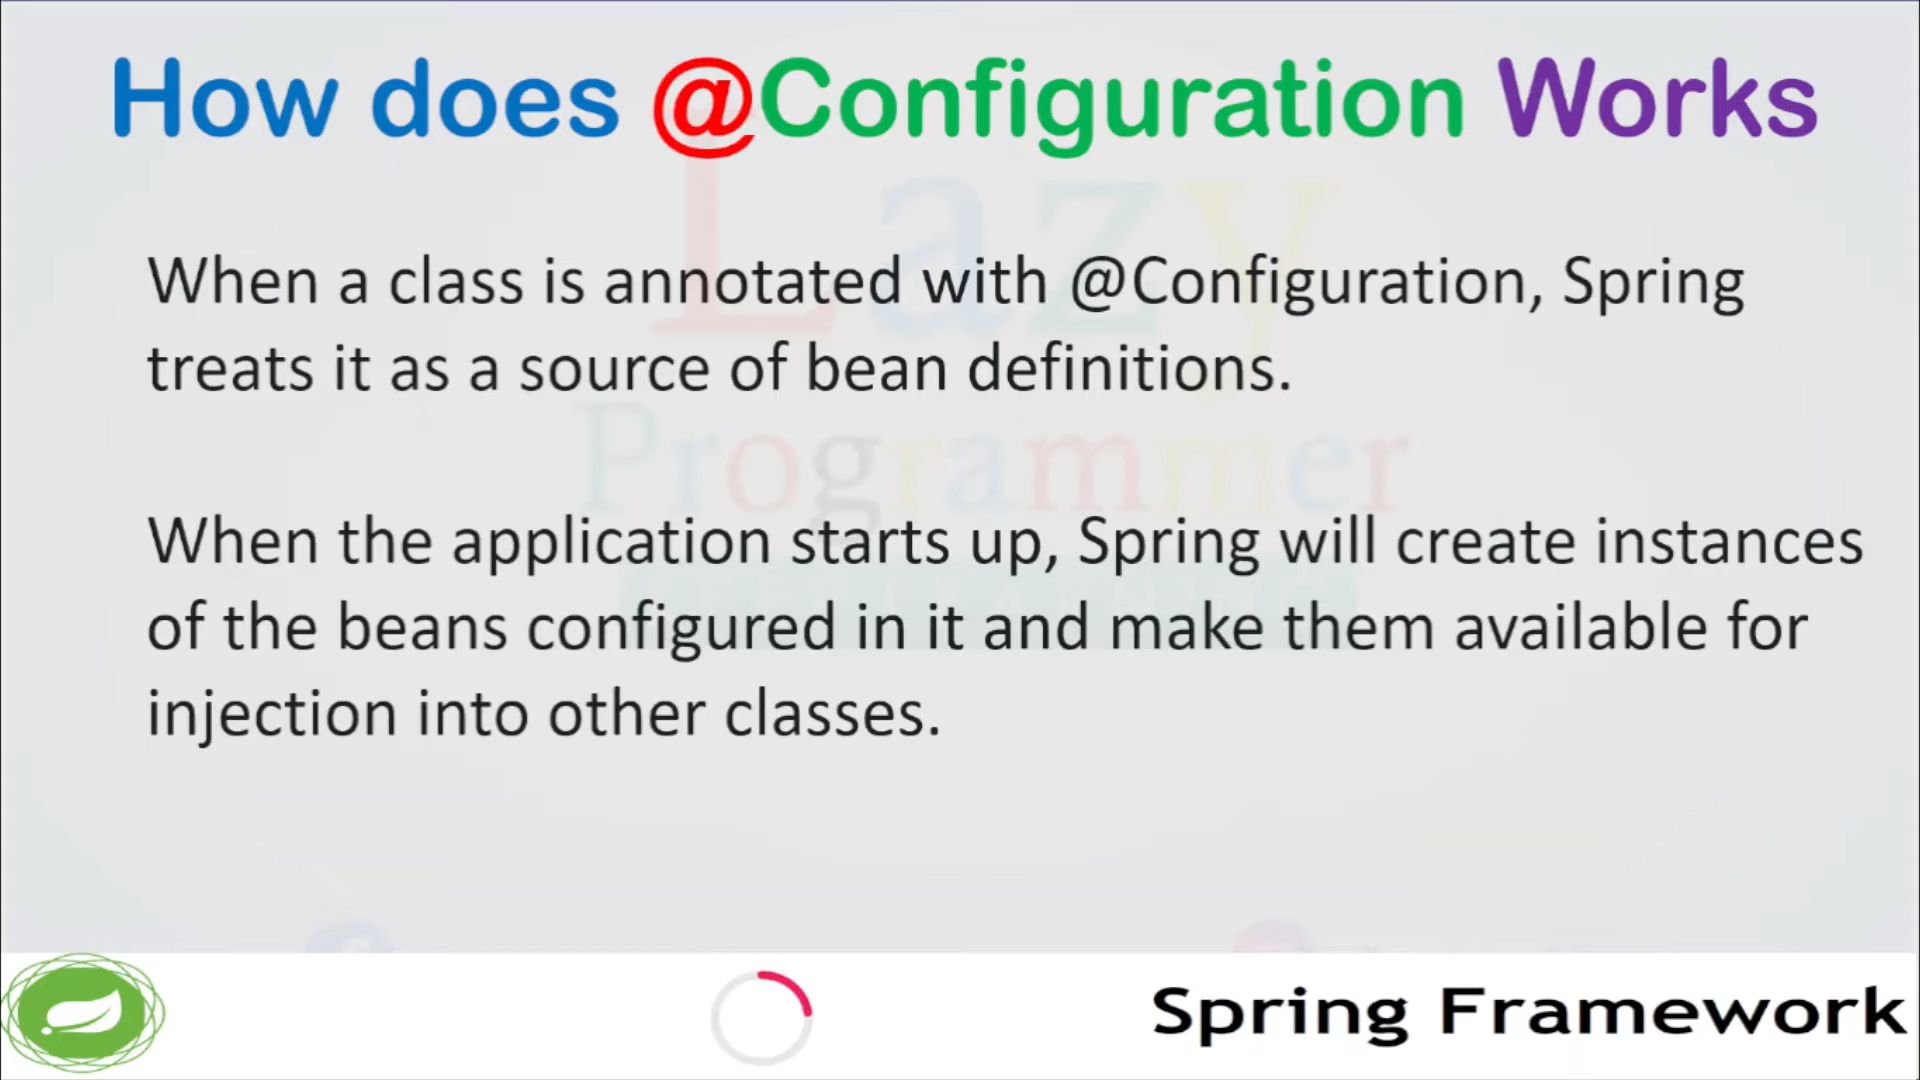 How does @Configuration Works
Lazy
When a class is annotated with @Configuration, Spring
treats it as a source of bean definitions.
Programmer
When the application starts up, Spring will create instances
of the beans configured in it and make them available for
injection into other classes.
Spring Framework